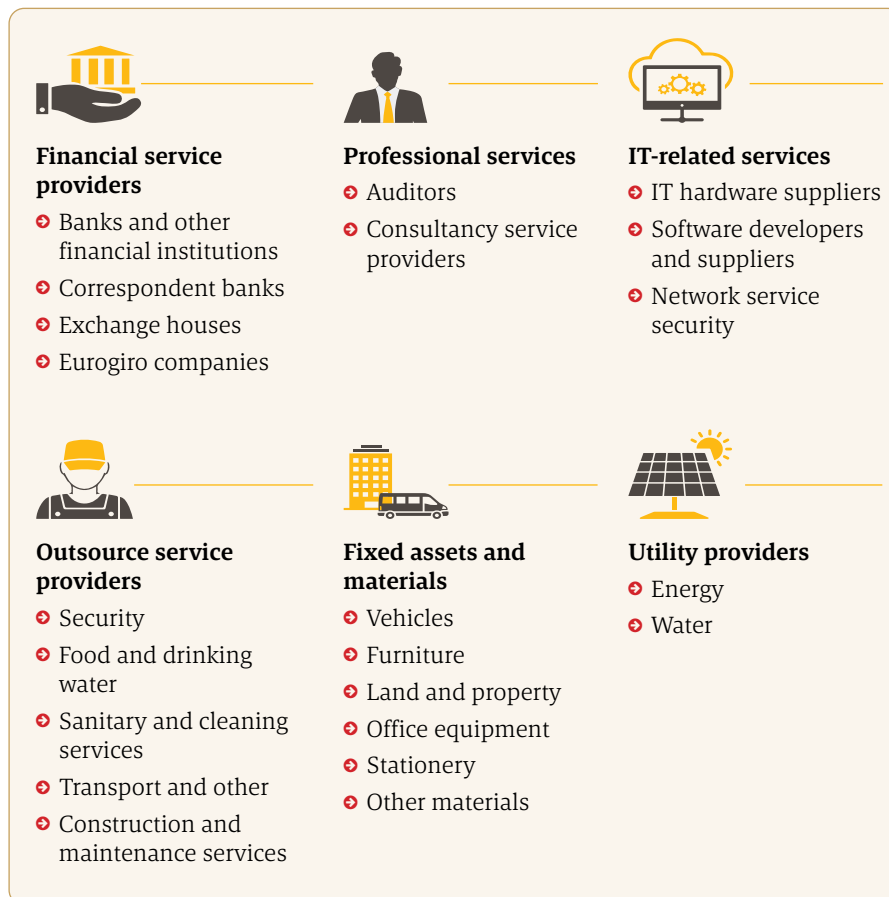 Financial service
providers
Banks and other
financial institutions
Correspondent banks
Exchange houses
Eurogiro companies
Professional services
Auditors
Consultancy service
providers
IT-related services
IT hardware suppliers
Software developers
and suppliers
Network service
security
Outsource service
providers
Security
Food and drinking
water
Sanitary and cleaning
services
Transport and other
Construction and
maintenance services
Fixed assets and
materials
Vehicles
Furniture
Land and property
Office equipment
Stationery
Other materials
Utility providers
Energy
Water